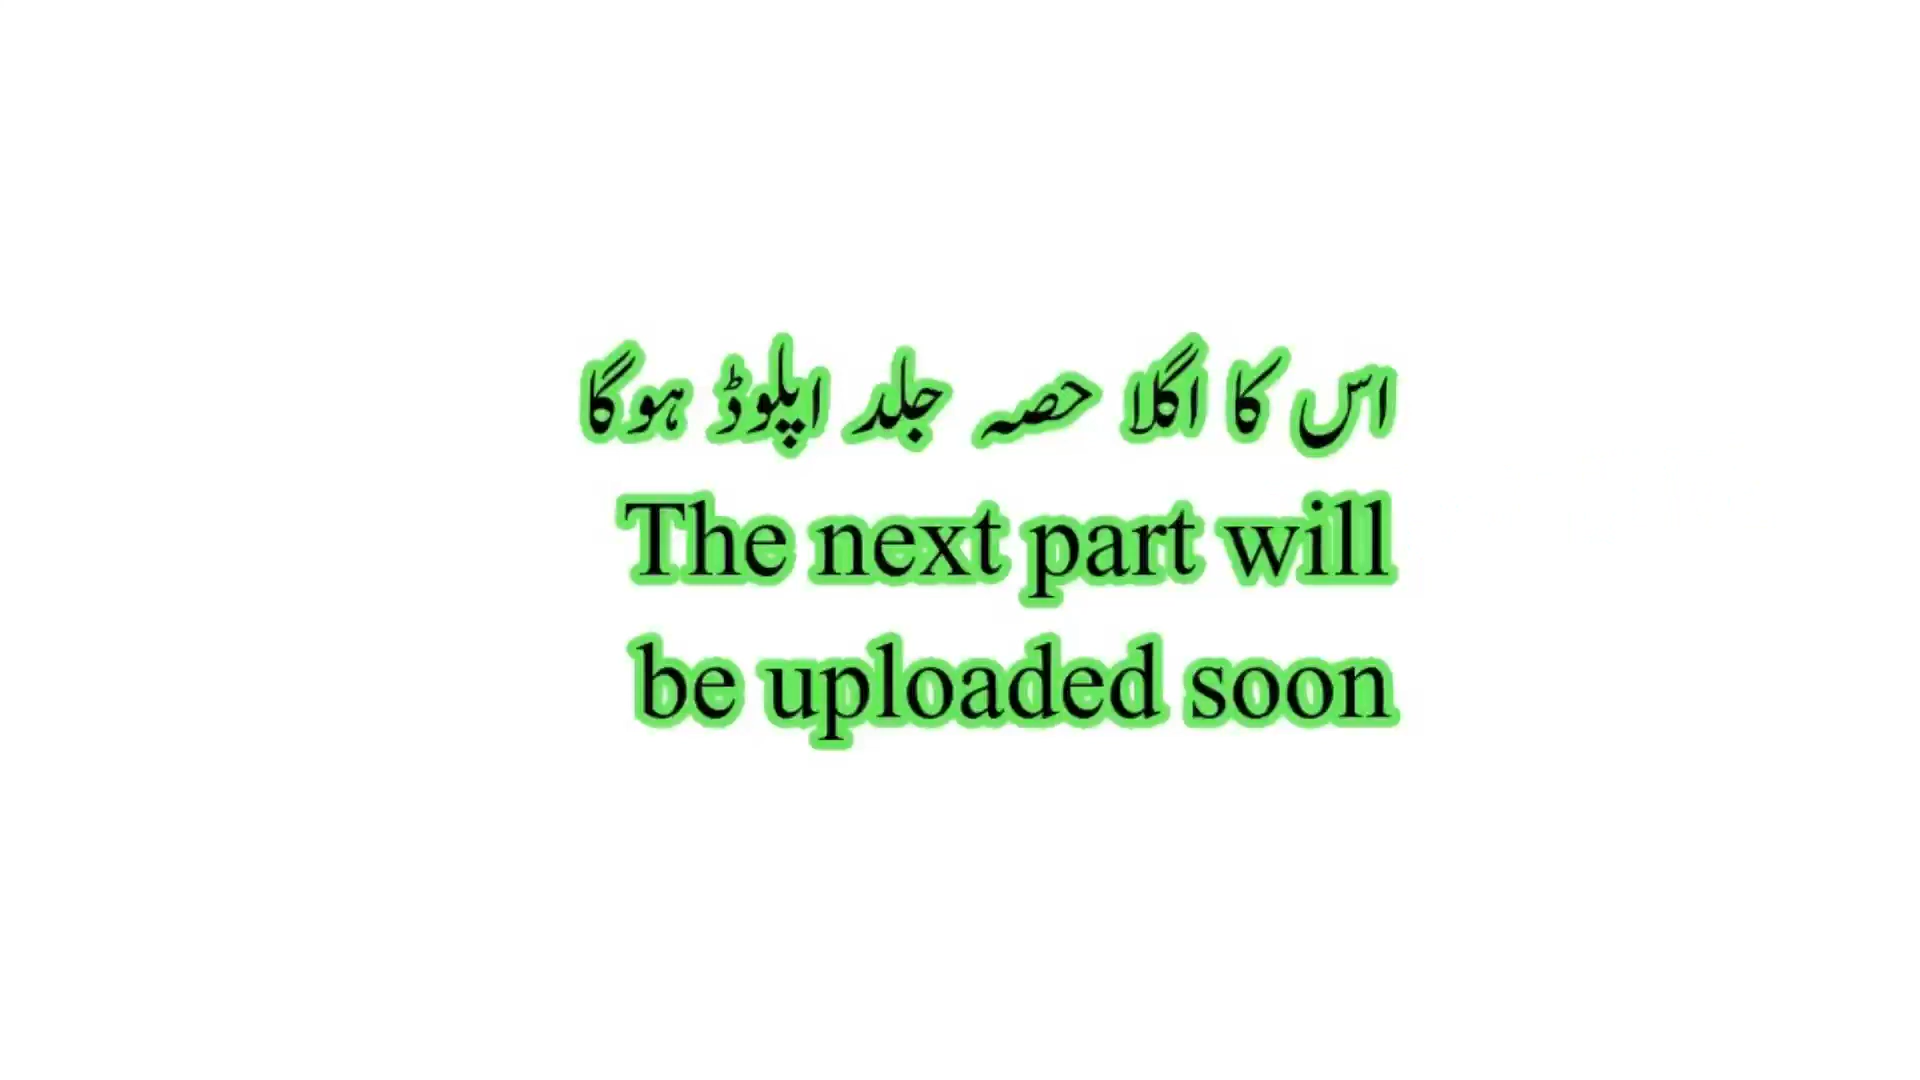 اس کا اگلا حصہ جلد اپلوڈ ہوگا
The next part will
be uploaded soon